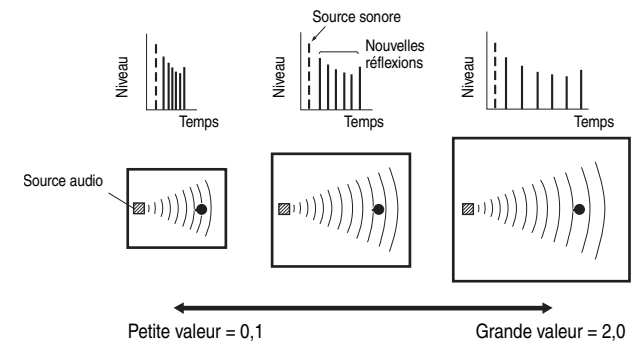 Source sonore
Nouvelles
réflexions
Niveau
Temps
Niveau
Temps
Niveau
Temps
Source audio
Petite valeur = 0,1
Grande valeur = 2,0